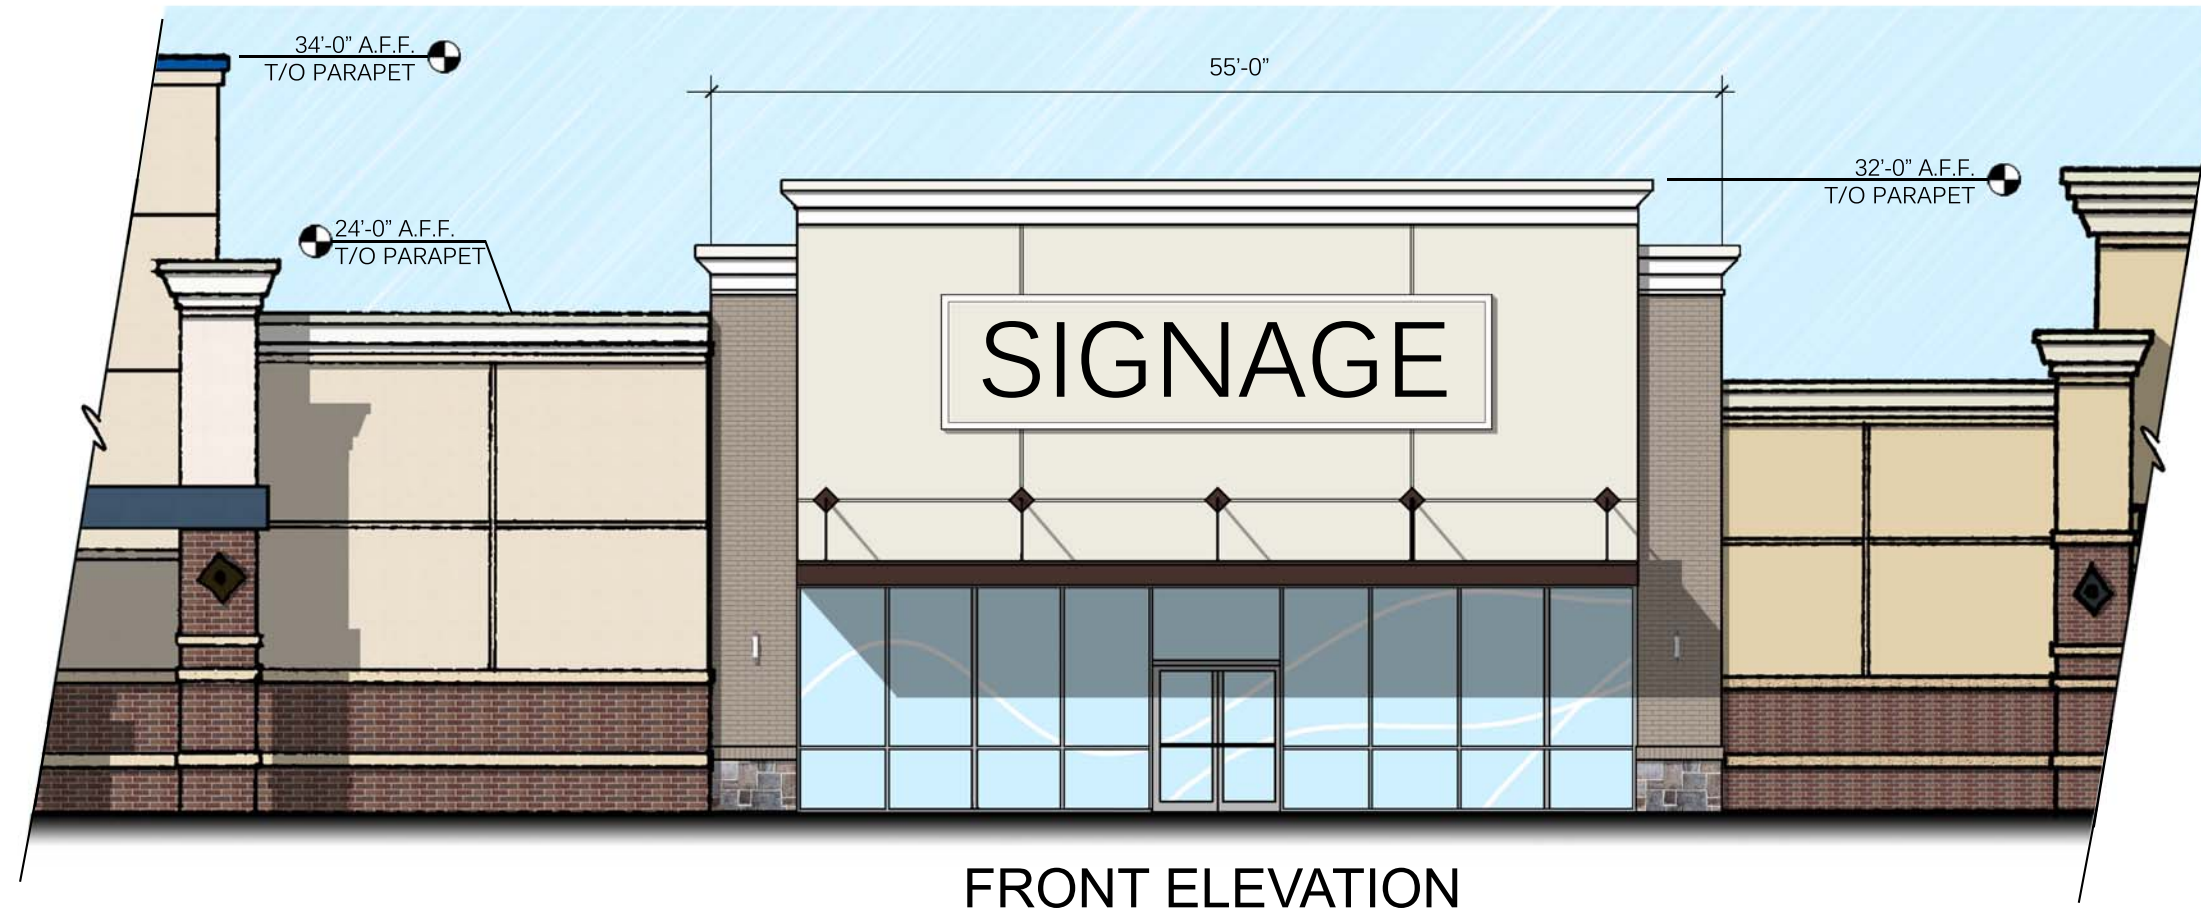 34'-0" A.F.F.
T/O PARAPET
55'-0"
32'-0" A.F.F.
T/O PARAPET
24'-0" A.F.F.
T/O PARAPET
SIGNAGE
FRONT ELEVATION